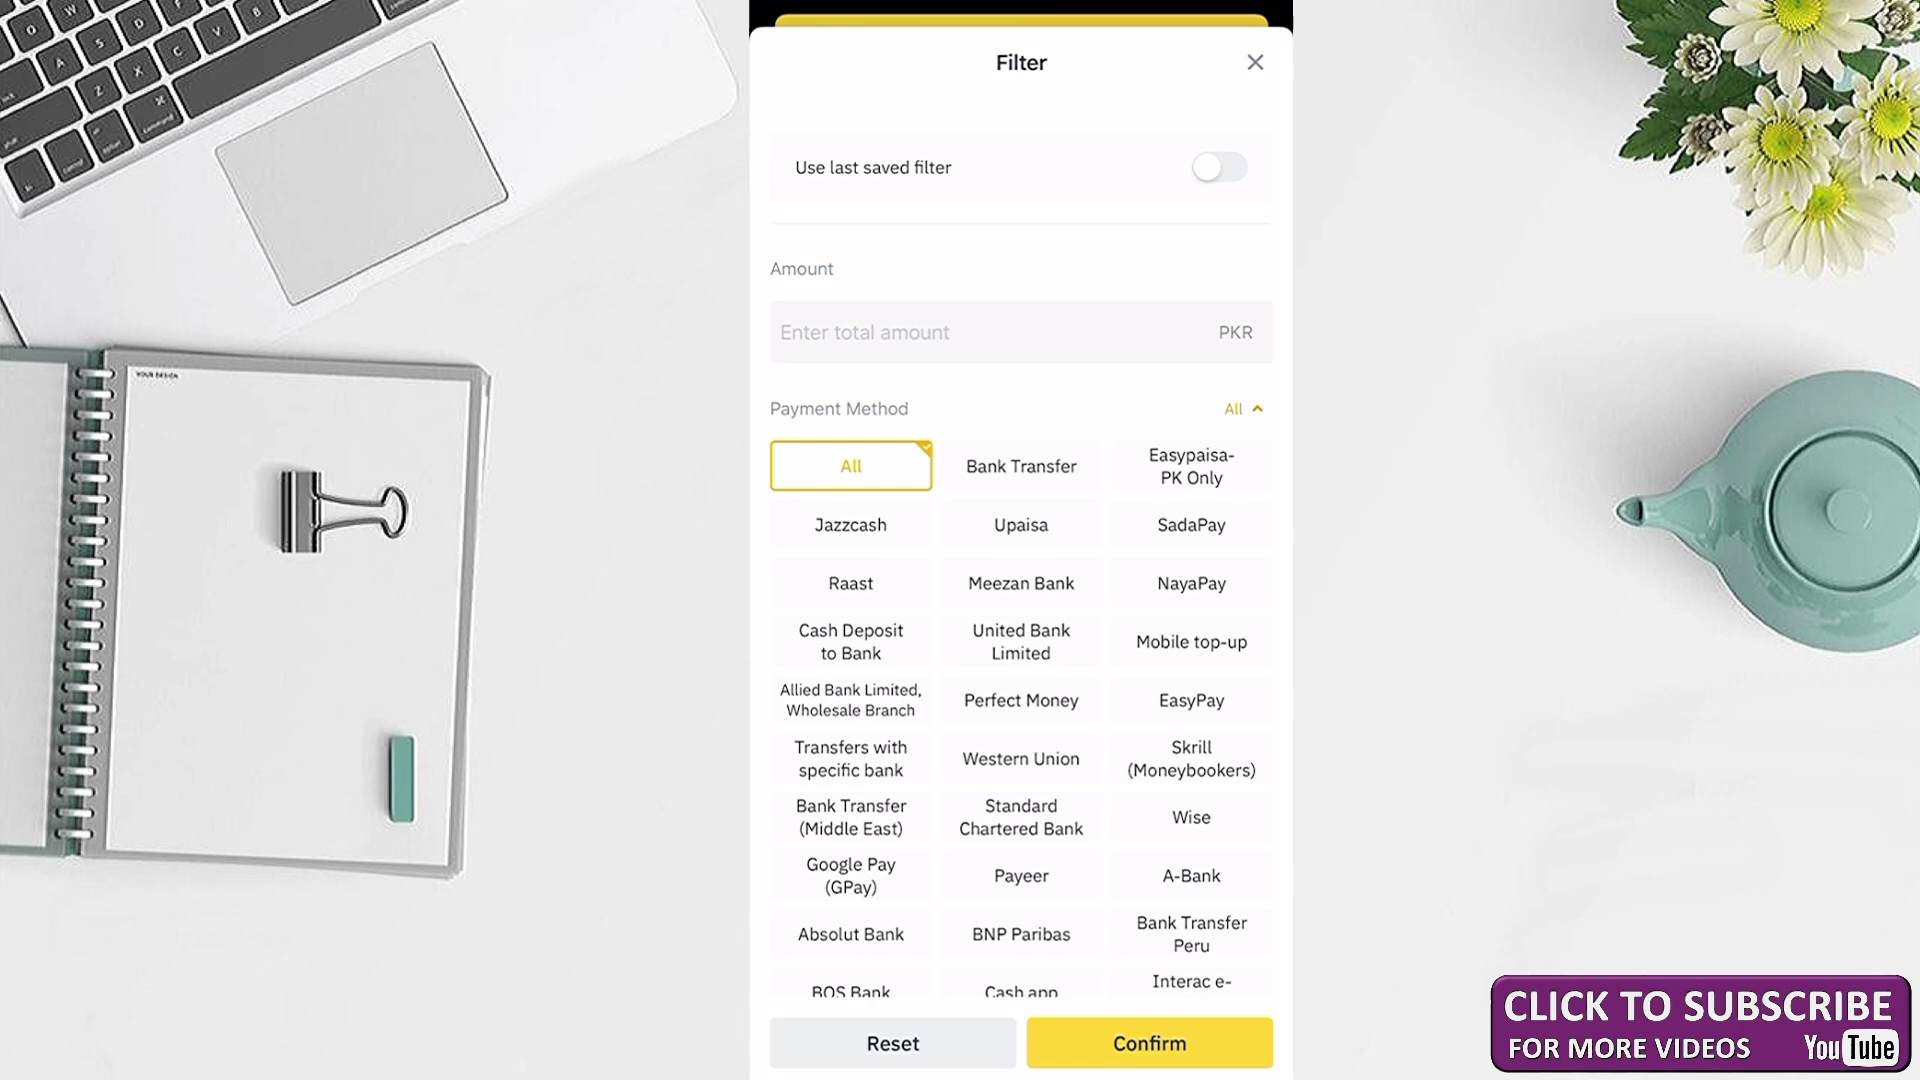 Filter
Use last saved filter
Amount
Enter total amount PKR
Payment Method All
All Bank Transfer Easypaisa-
PK Only
Jazzcash Upaisa SadaPay
Raast Meezan Bank NayaPay
Cash Deposit
to Bank
United Bank
Limited
Mobile top-up
Allied Bank Limited,
Wholesale Branch
Perfect Money
EasyPay
Transfers with
specific bank
Western Union
Skrill
(Moneybookers)
Bank Transfer
(Middle East)
Standard
Chartered Bank
Wise
Google Pay
(GPay)
Payeer
A-Bank
Absolut Bank
BNP Paribas
Bank Transfer
Peru
BOS Bank
Cash app
Interac e-
Reset Confirm
YOUR DESIGN
CLICK TO SUBSCRIBE
FOR MORE VIDEOS YouTube